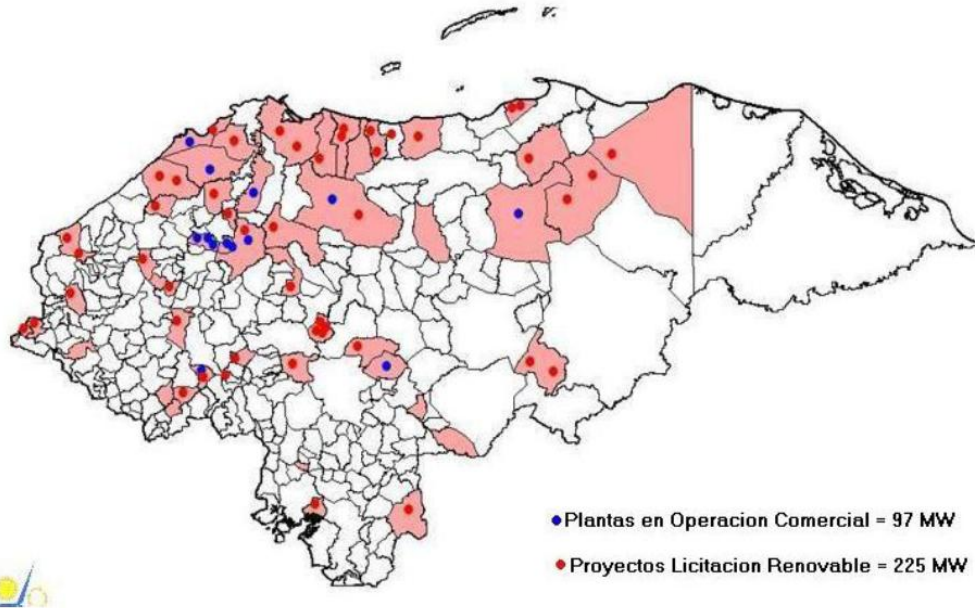 Plantas en Operacion Comercial = 97 MW
Proyectos Licitacion Renovable = 225 MW